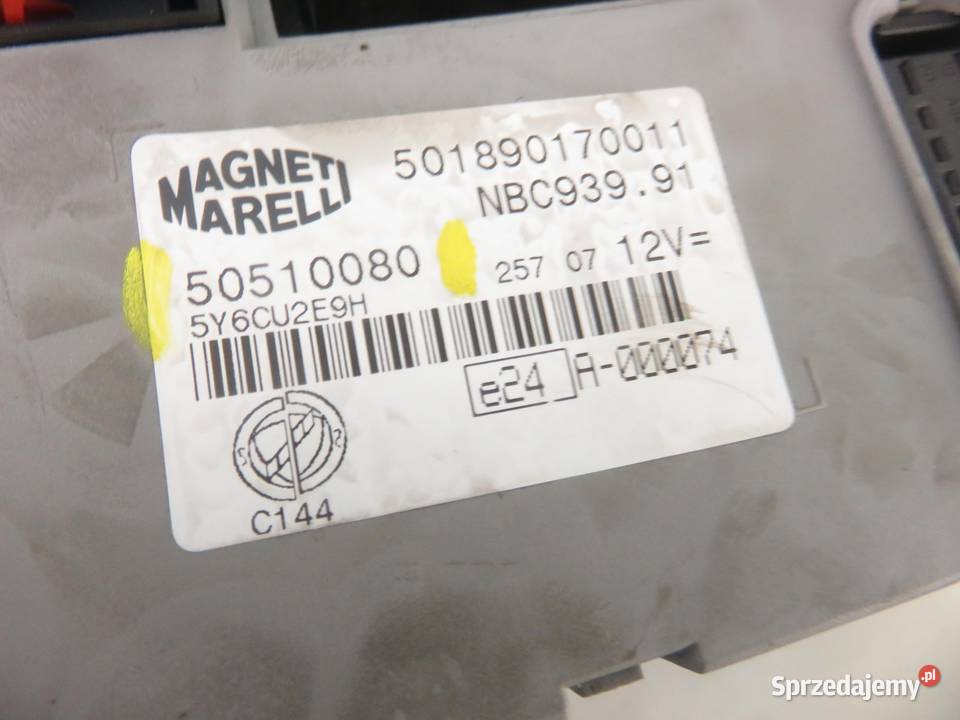 MAGNETI
MARELLI
501890170011
NBC939.91
50510080
257 07 12V=
5Y6CU2E9H
e24 A-000074
C144
Sprzedajemy.pl